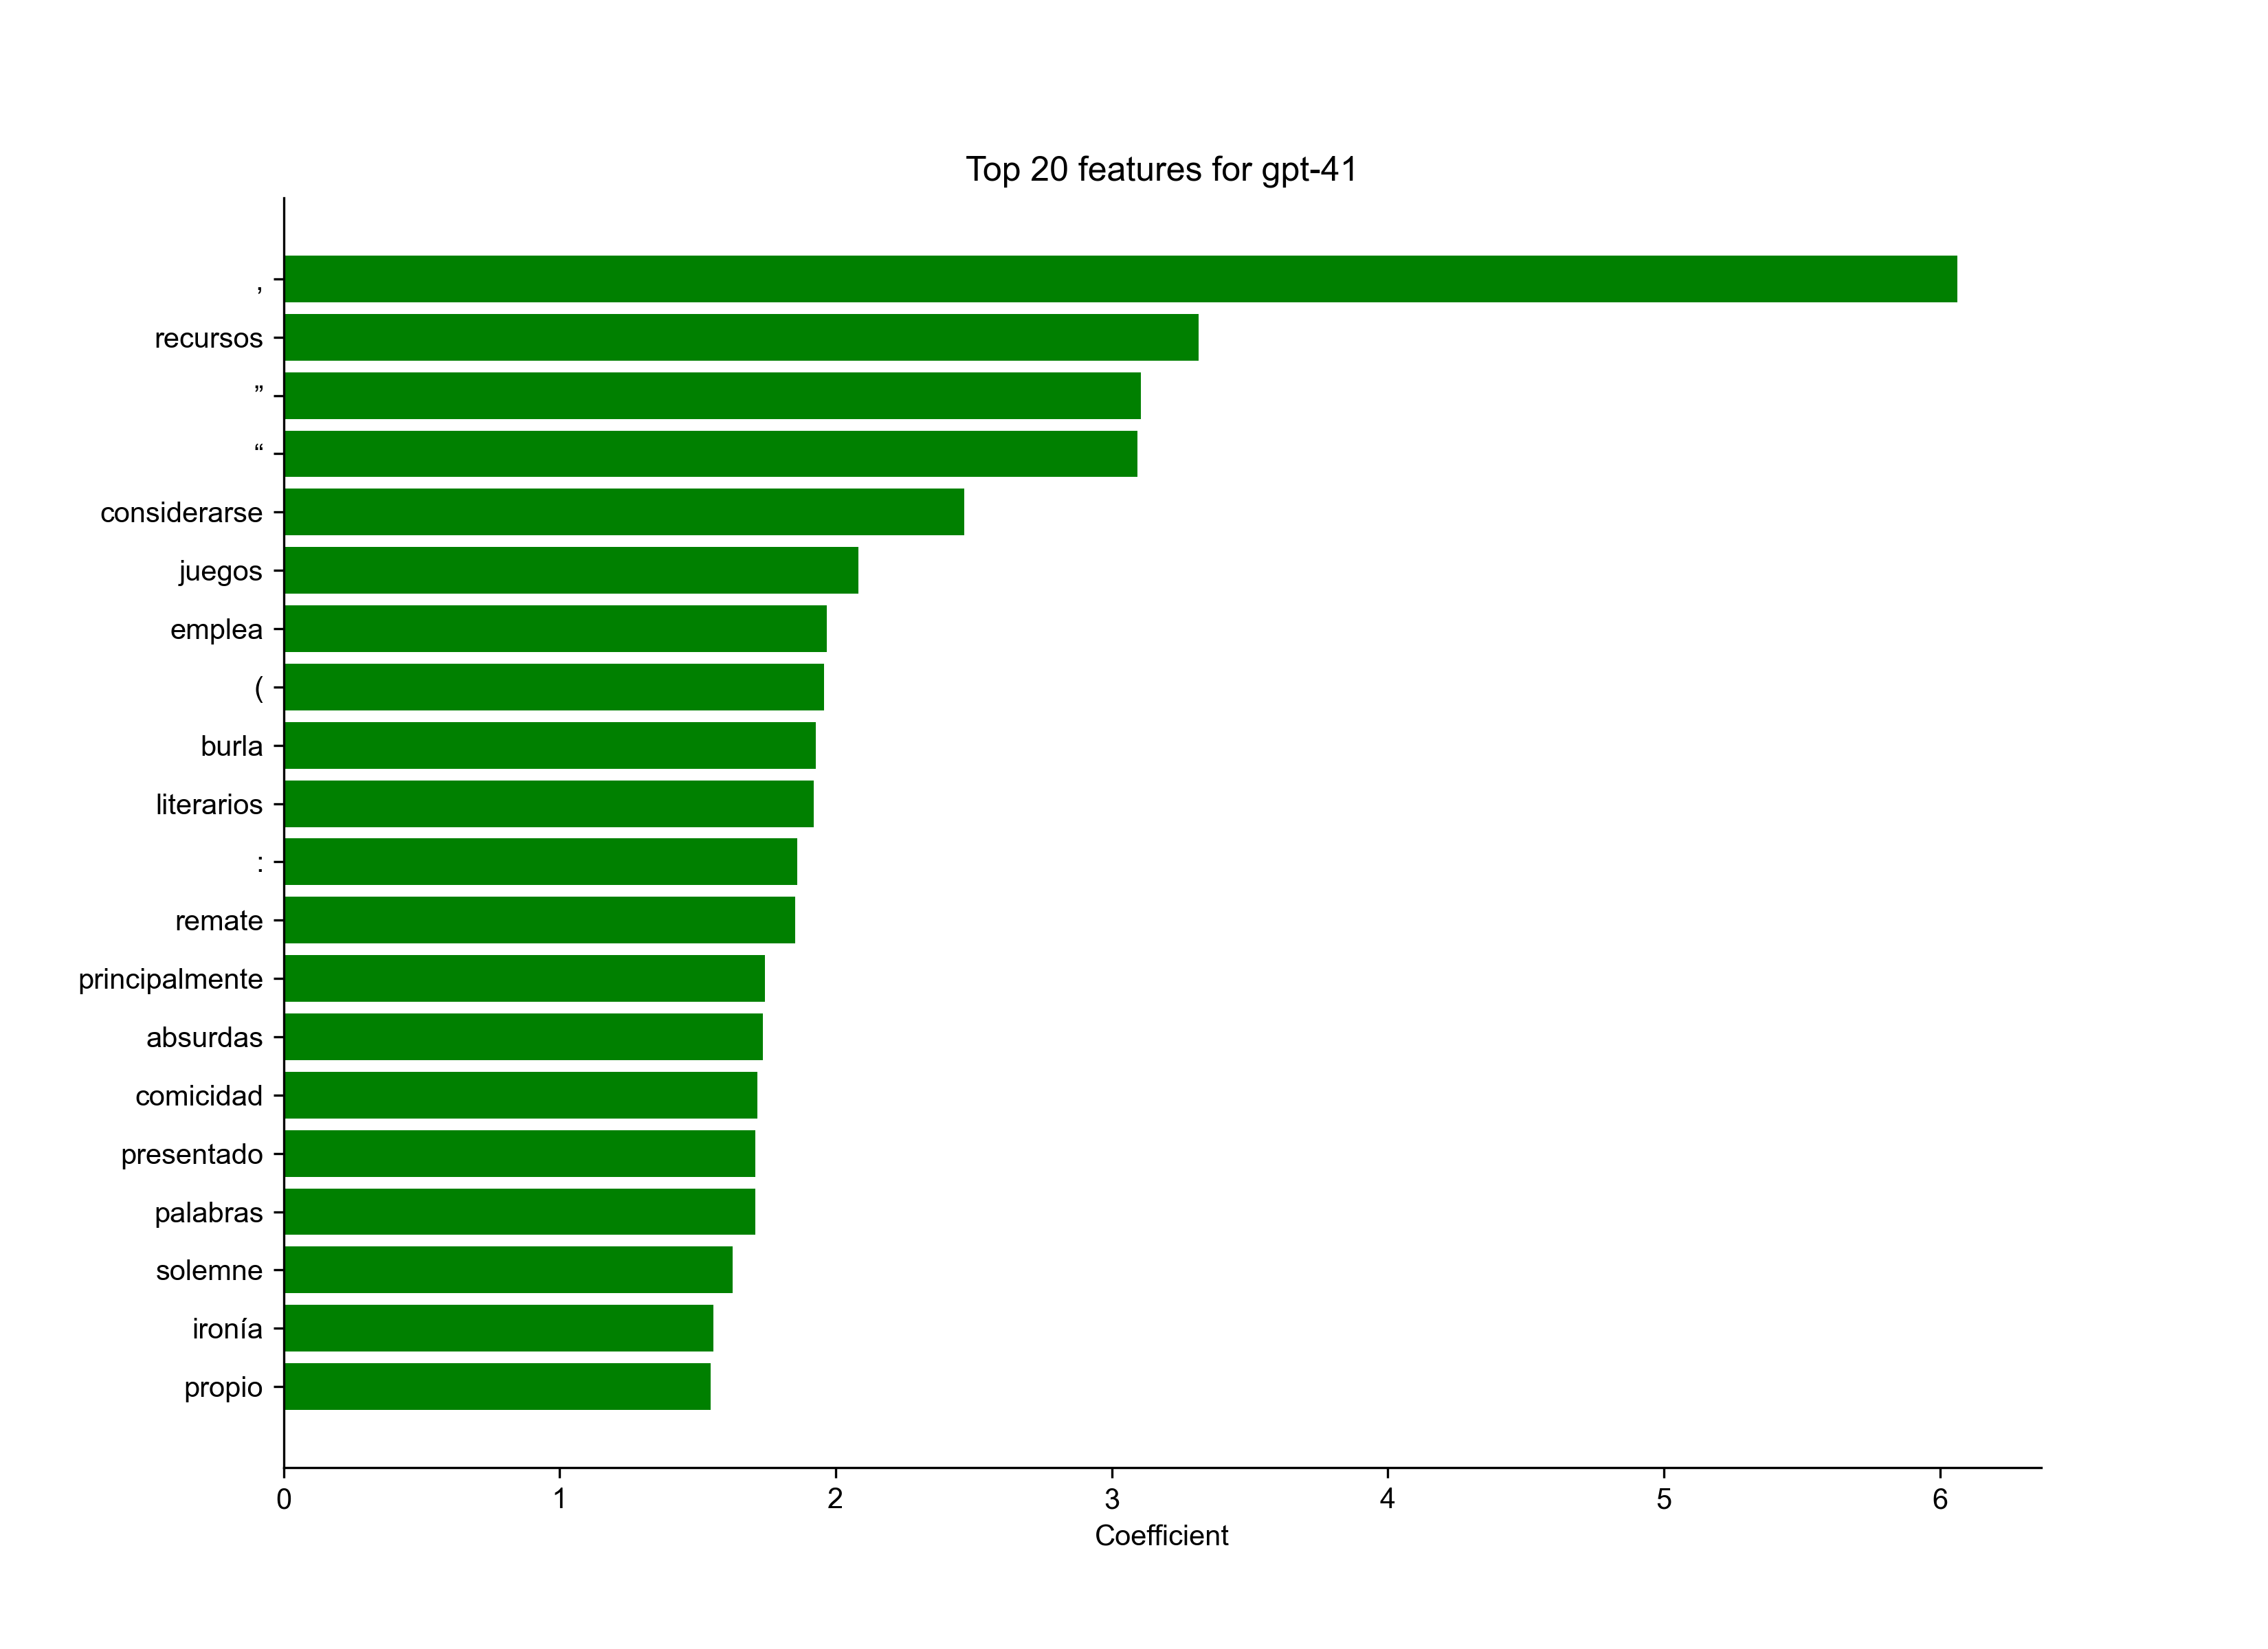 Top 20 features for gpt-41
,
recursos
”
“
considerarse
juegos
emplea
(
burla
literarios
:
remate
principalmente
absurdas
comicidad
presentado
palabras
solemne
ironía
propio
0 1 2 3 4 5 6
Coefficient